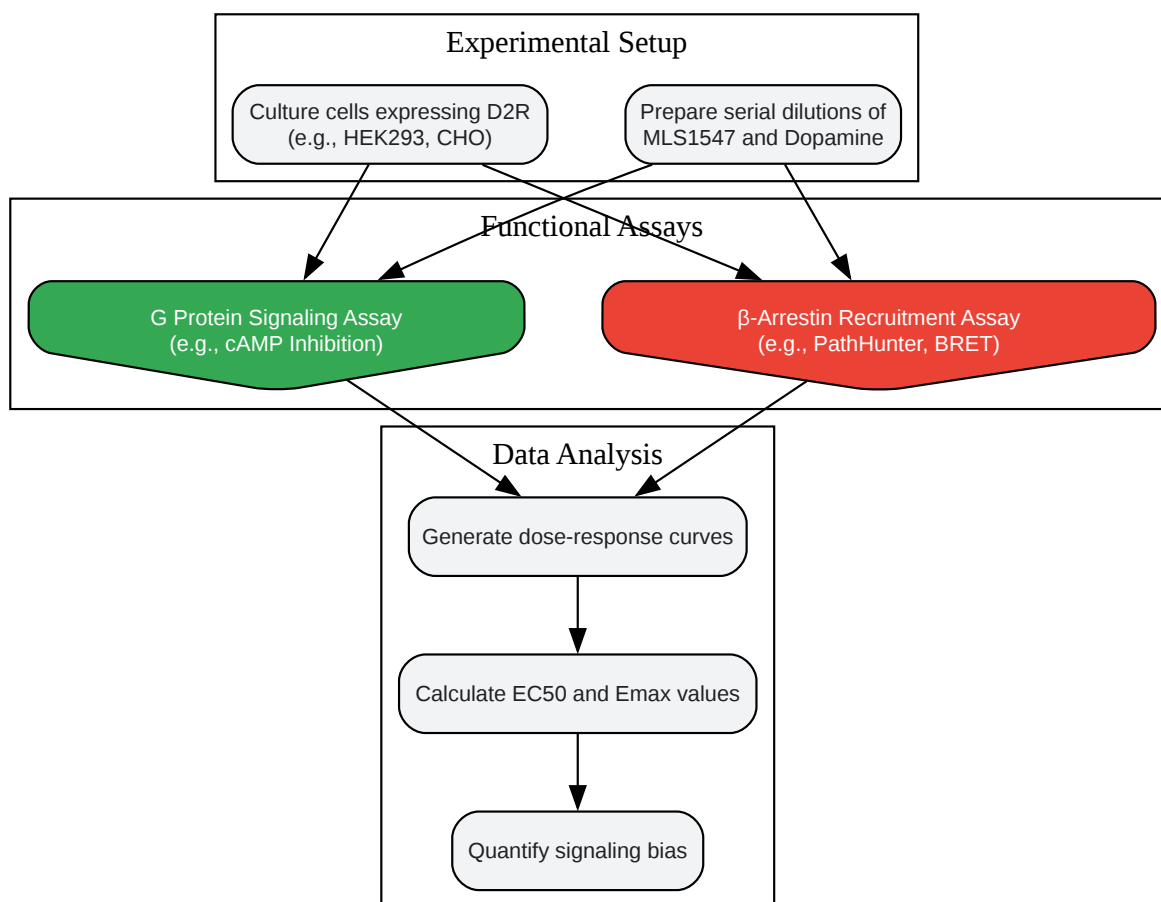 Experimental Setup
Culture cells expressing D2R
(e.g., HEK293, CHO)
Prepare serial dilutions of
MLS1547 and Dopamine
Functional Assays
G Protein Signaling Assay
(e.g., cAMP Inhibition)
β-Arrestin Recruitment Assay
(e.g., PathHunter, BRET)
Data Analysis
Generate dose-response curves
Calculate EC50 and Emax values
Quantify signaling bias